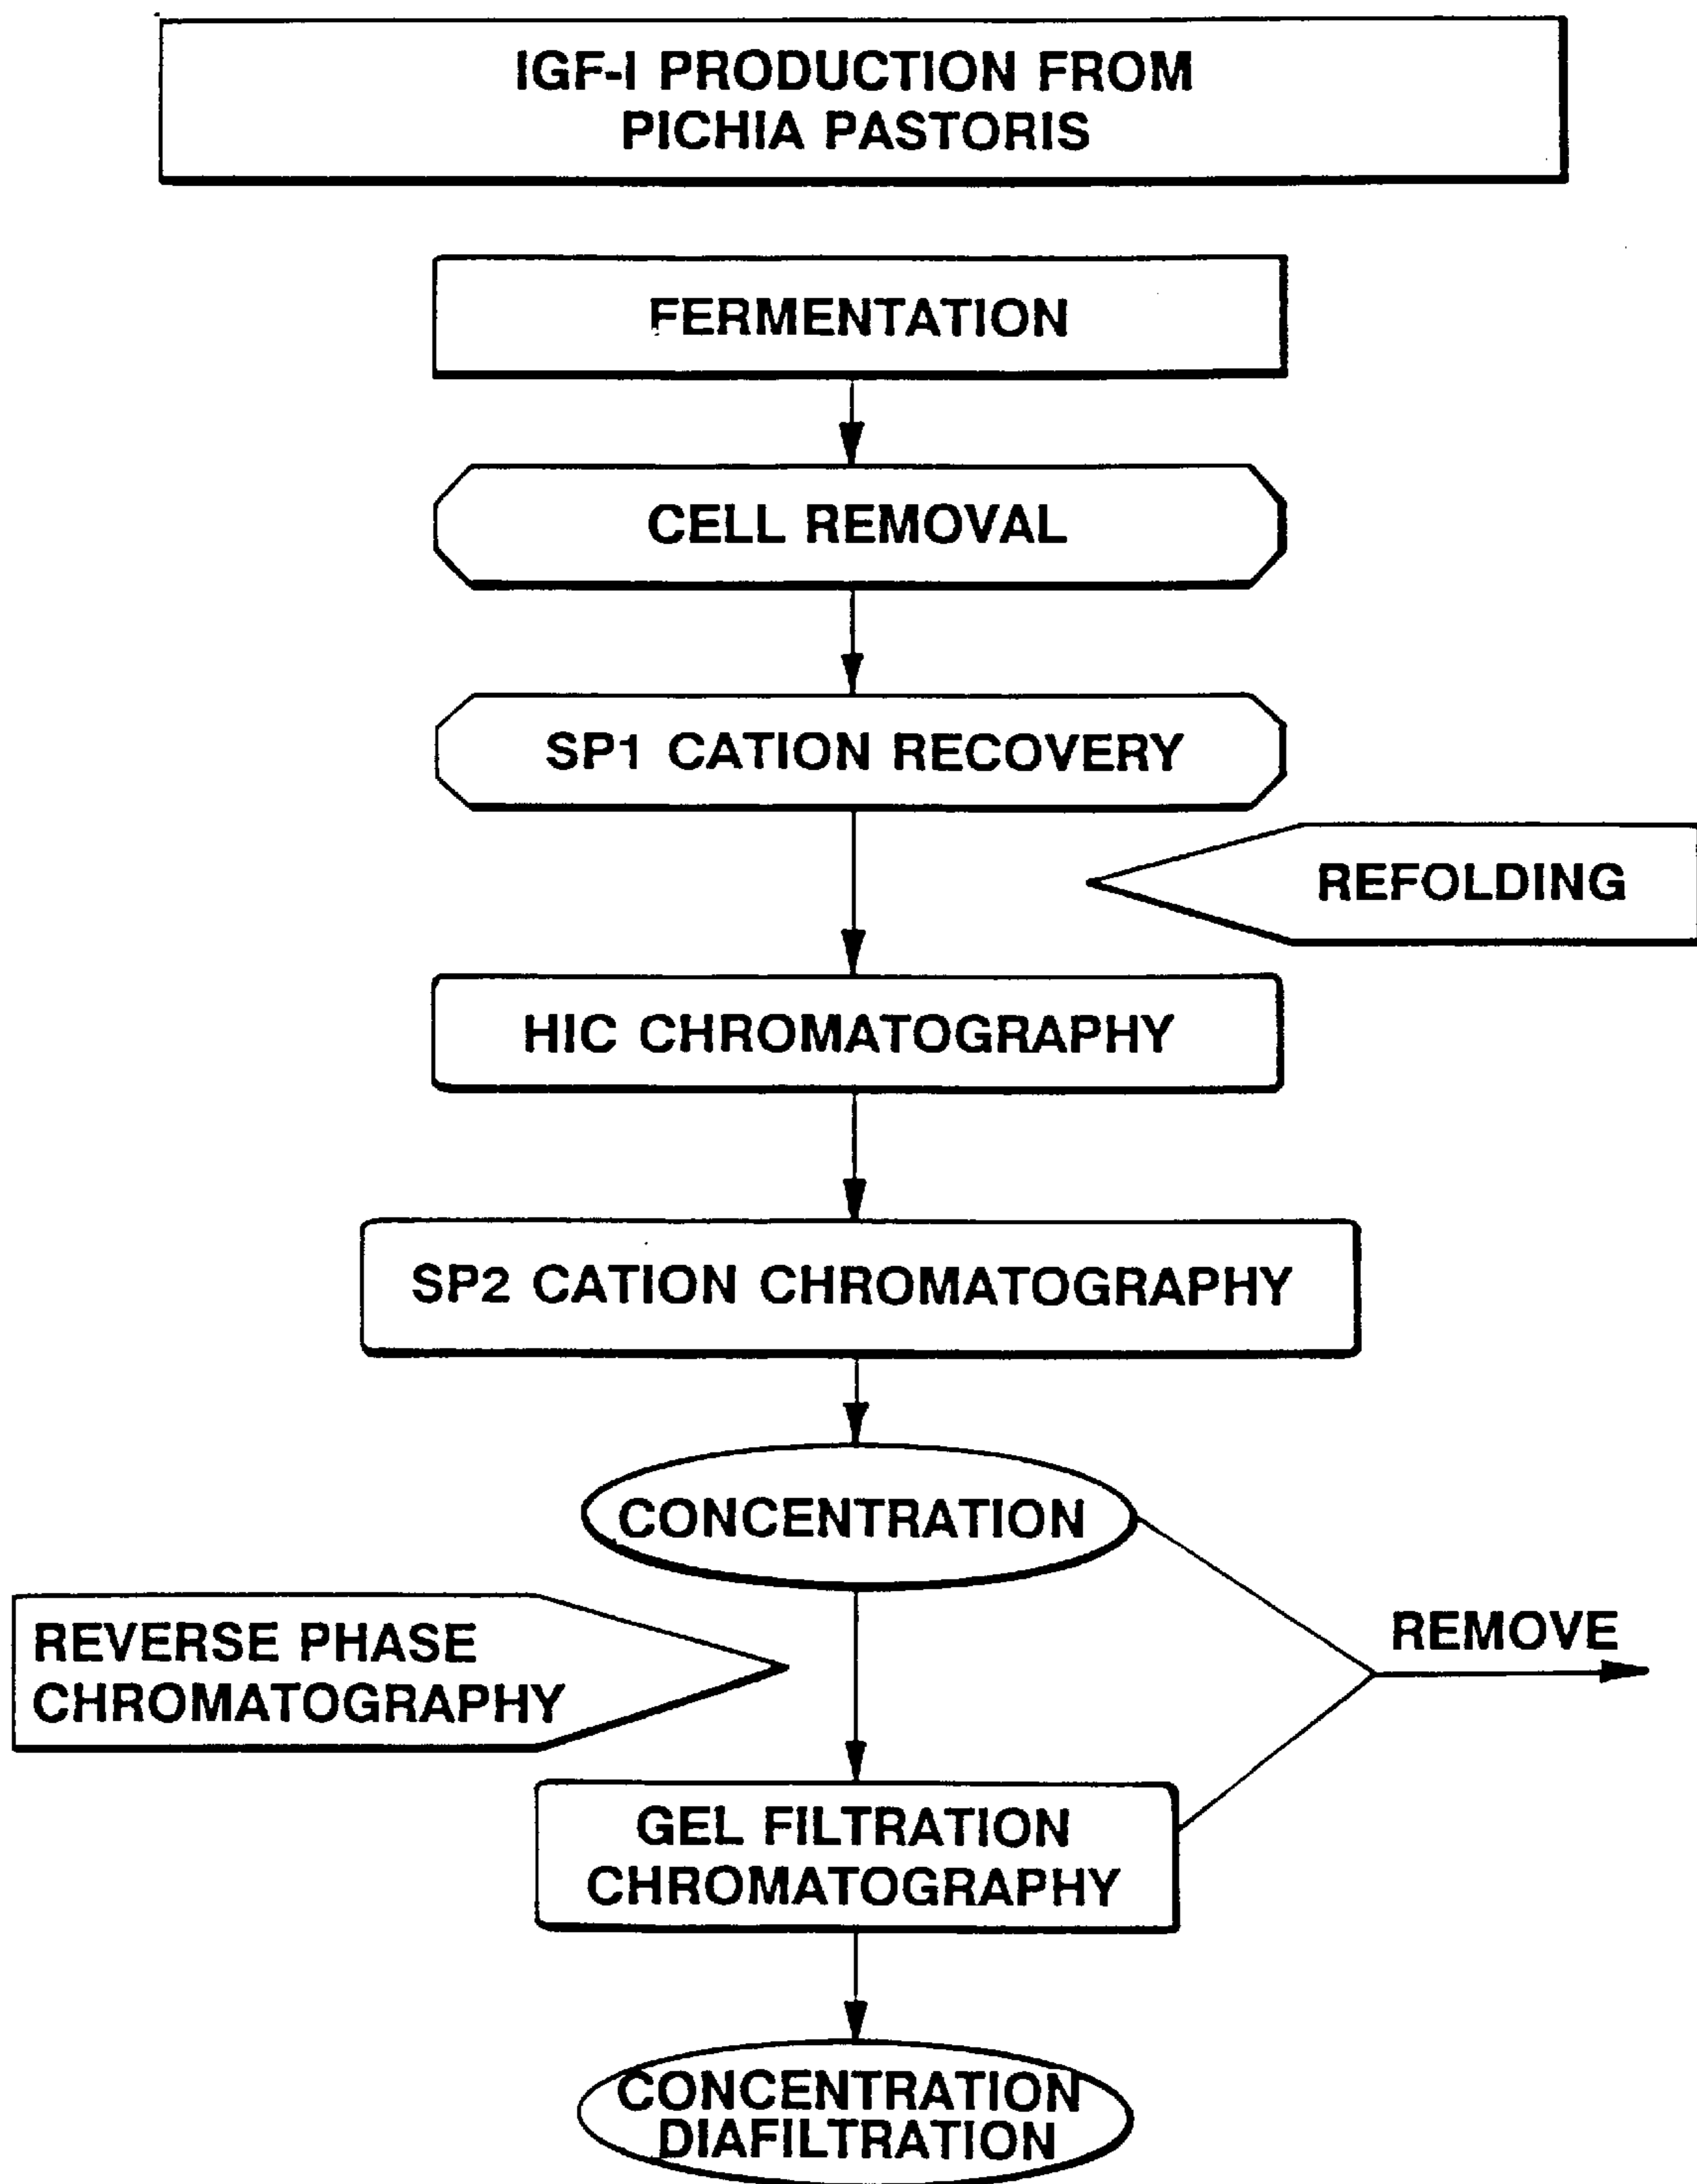 IGF-I PRODUCTION FROM
PICHIA PASTORIS
FERMENTATION
CELL REMOVAL
SP1 CATION RECOVERY
REFOLDING
HIC CHROMATOGRAPHY
SP2 CATION CHROMATOGRAPHY
CONCENTRATION
REVERSE PHASE
CHROMATOGRAPHY
REMOVE
GEL FILTRATION
CHROMATOGRAPHY
CONCENTRATION
DIAFILTRATION